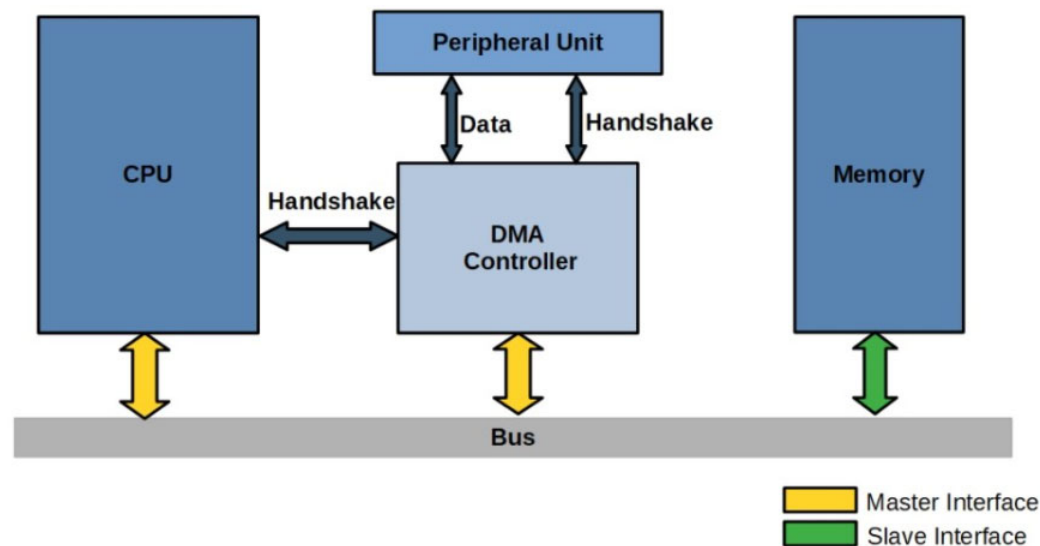 Peripheral Unit
Data
Handshake
CPU
Memory
Handshake
DMA
Controller
Bus
Master Interface
Slave Interface